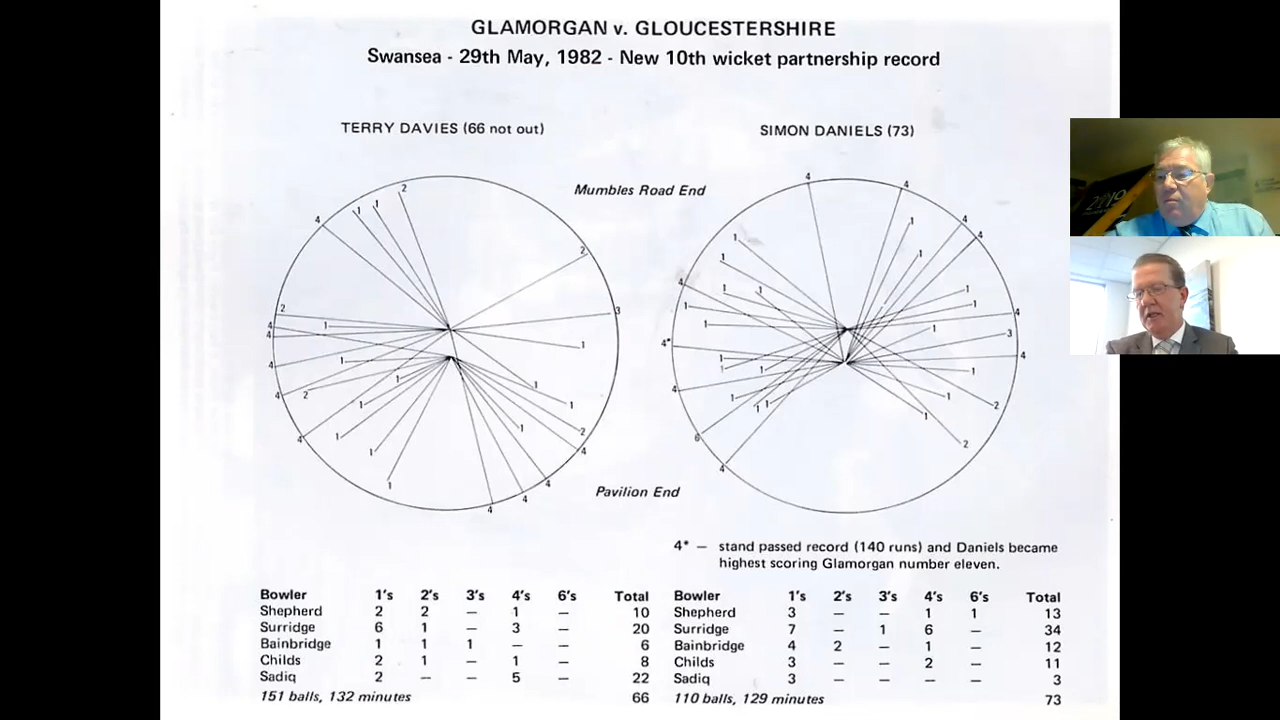 GLAMORGAN v. GLOUCESTERSHIRE
Swansea - 29th May, 1982 - New 10th wicket partnership record
TERRY DAVIES (66 not out)
SIMON DANIELS (73)
Mumbles Road End
Pavilion End
4* — stand passed record (140 runs) and Daniels became
highest scoring Glamorgan number eleven.
Bowler 1's 2's 3's 4's 6's Total
Shepherd 2 2 — 1 — 10
Surridge 6 1 — 3 — 20
Bainbridge 1 1 1 — — 6
Childs 2 1 — 1 — 8
Sadiq 2 — — 5 — 22
151 balls, 132 minutes 66
Bowler 1's 2's 3's 4's 6's Total
Shepherd 3 — — 1 1 13
Surridge 7 — 1 6 — 34
Bainbridge 4 2 — 1 — 12
Childs 3 — — 2 — 11
Sadiq 3 — — — — 3
110 balls, 129 minutes 73
2019